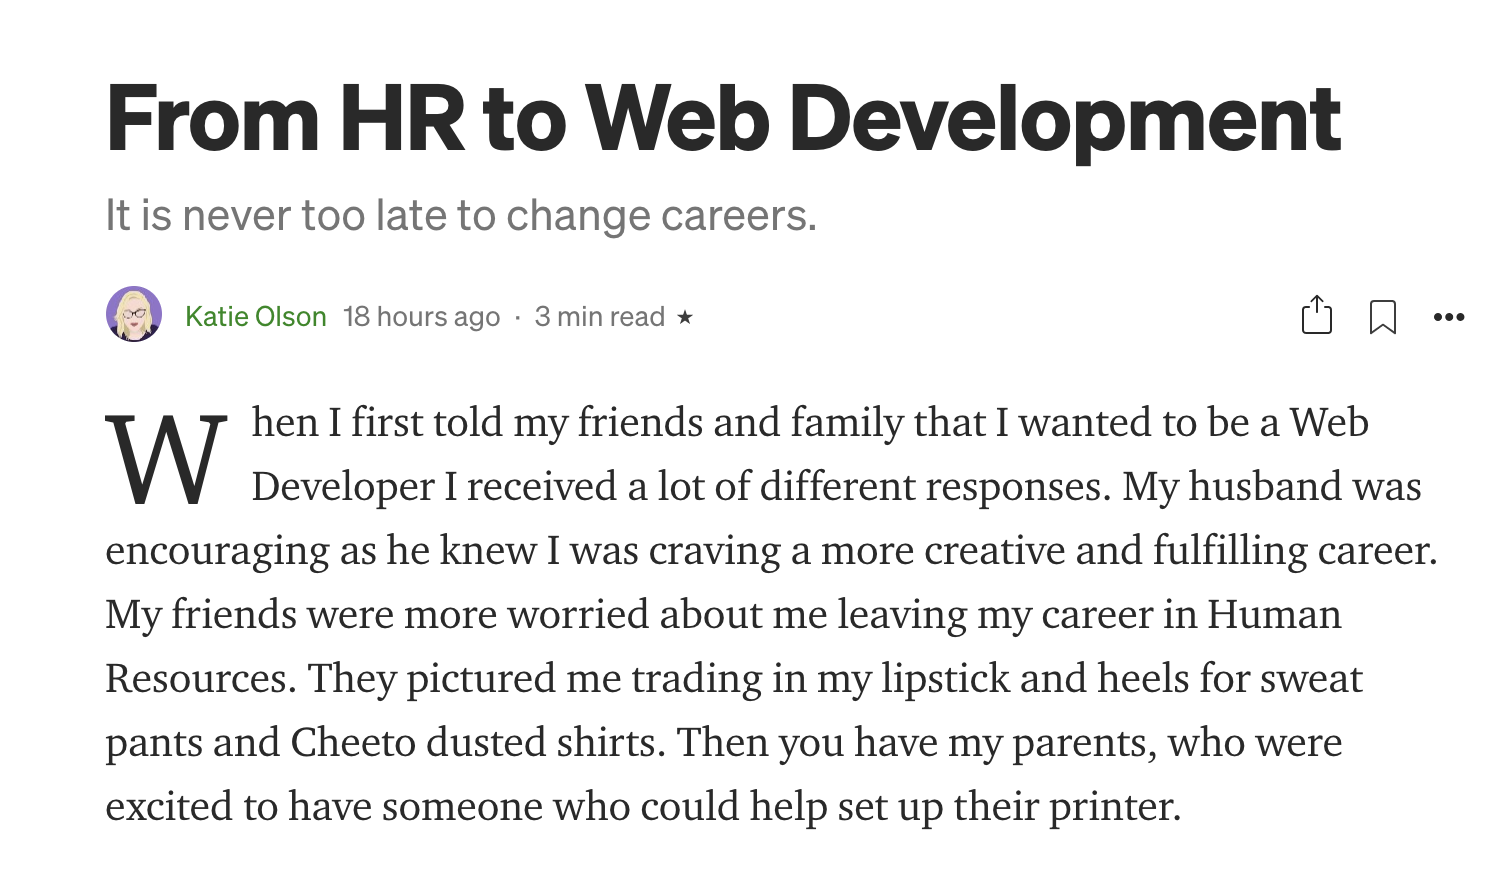 From HR to Web Development
It is never too late to change careers.
Katie Olson 18 hours ago · 3 min read ★
When I first told my friends and family that I wanted to be a Web
Developer I received a lot of different responses. My husband was
encouraging as he knew I was craving a more creative and fulfilling career.
My friends were more worried about me leaving my career in Human
Resources. They pictured me trading in my lipstick and heels for sweat
pants and Cheeto dusted shirts. Then you have my parents, who were
excited to have someone who could help set up their printer.